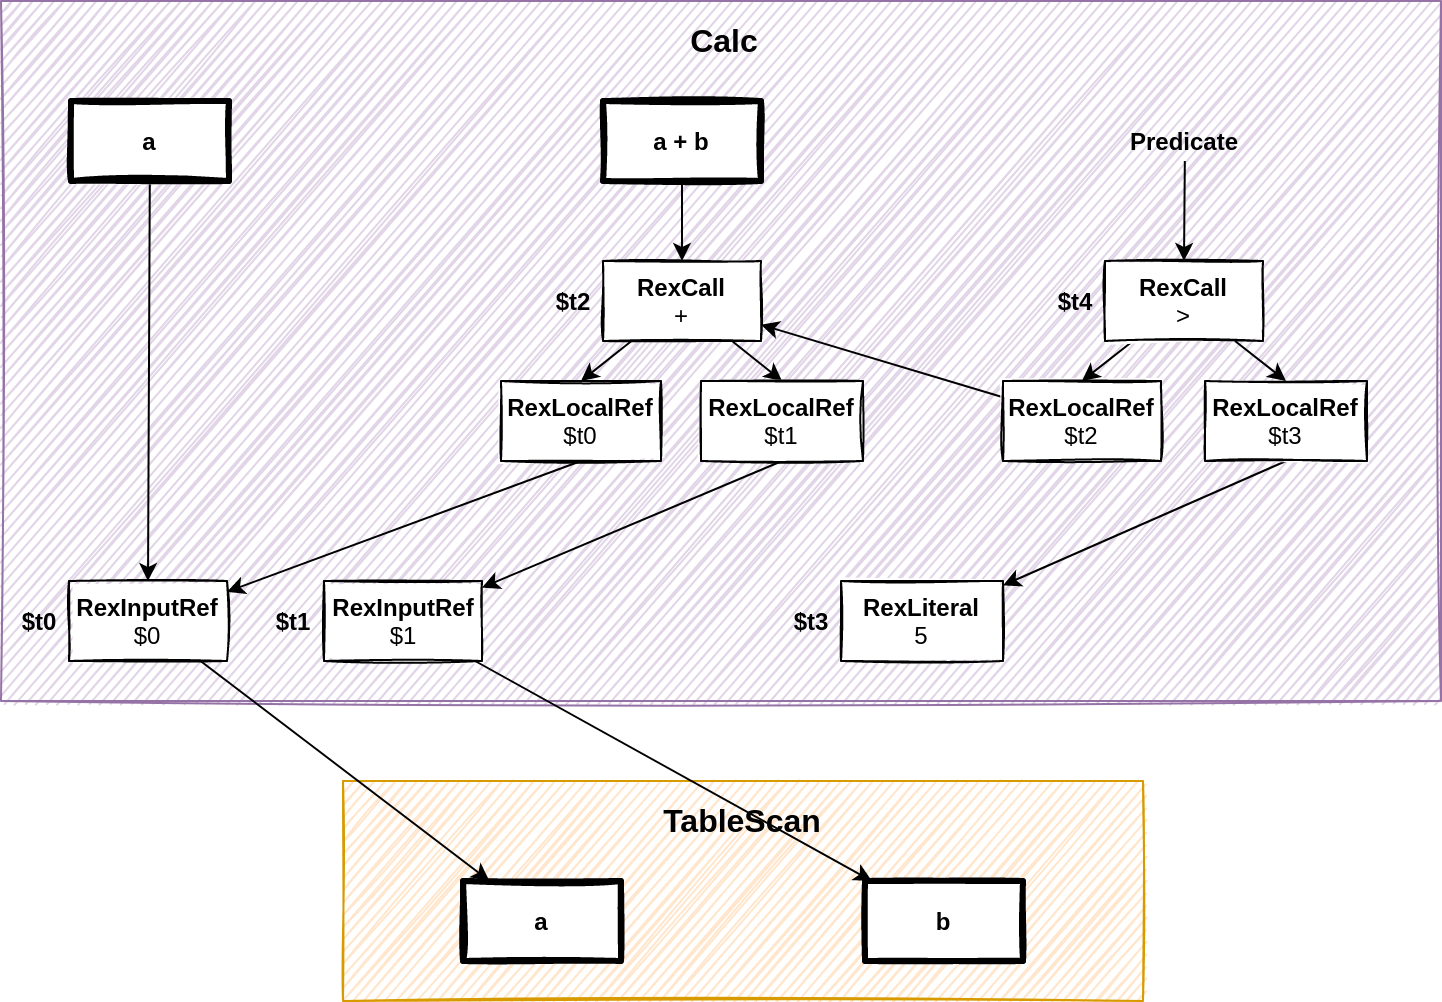 Calc
a
a + b
Predicate
$t2
RexCall
+
$t4
RexCall
>
RexLocalRef
$t0
RexLocalRef
$t1
RexLocalRef
$t2
RexLocalRef
$t3
$t0
RexInputRef
$0
$t1
RexInputRef
$1
$t3
RexLiteral
5
TableScan
a
b